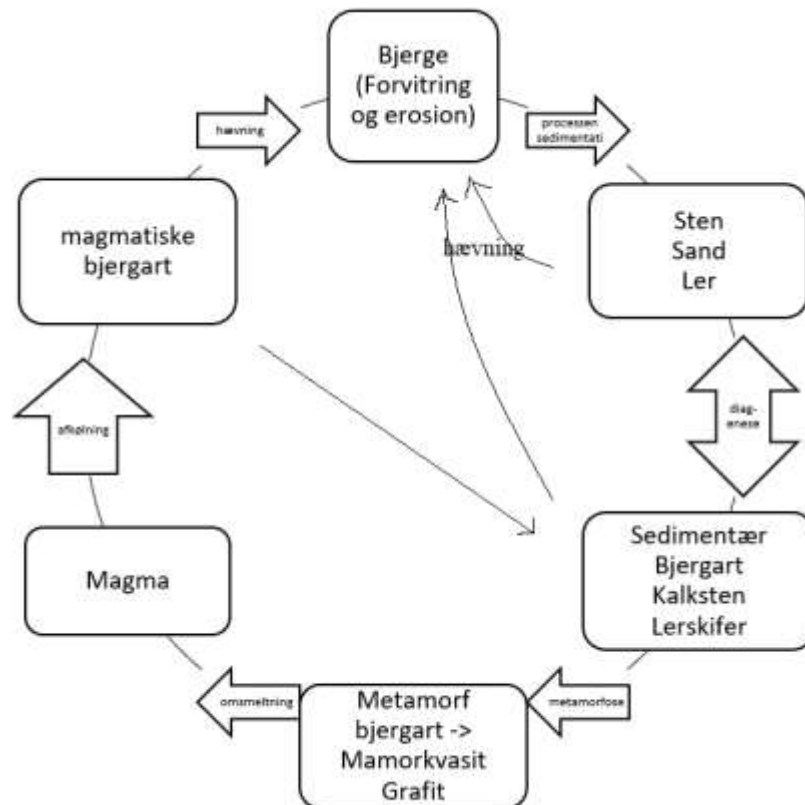 Bjerge
(Forvitring
og erosion)
hævning
processen
sedimentati
magmatiske
bjergart
hævning
Sten
Sand
Ler
afkølning
diag-
enese
Magma
Sedimentær
Bjergart
Kalksten
Lerskifer
omsmeltning
Metamorf
bjergart ->
Mamorkvasit
Grafit
metamorfose